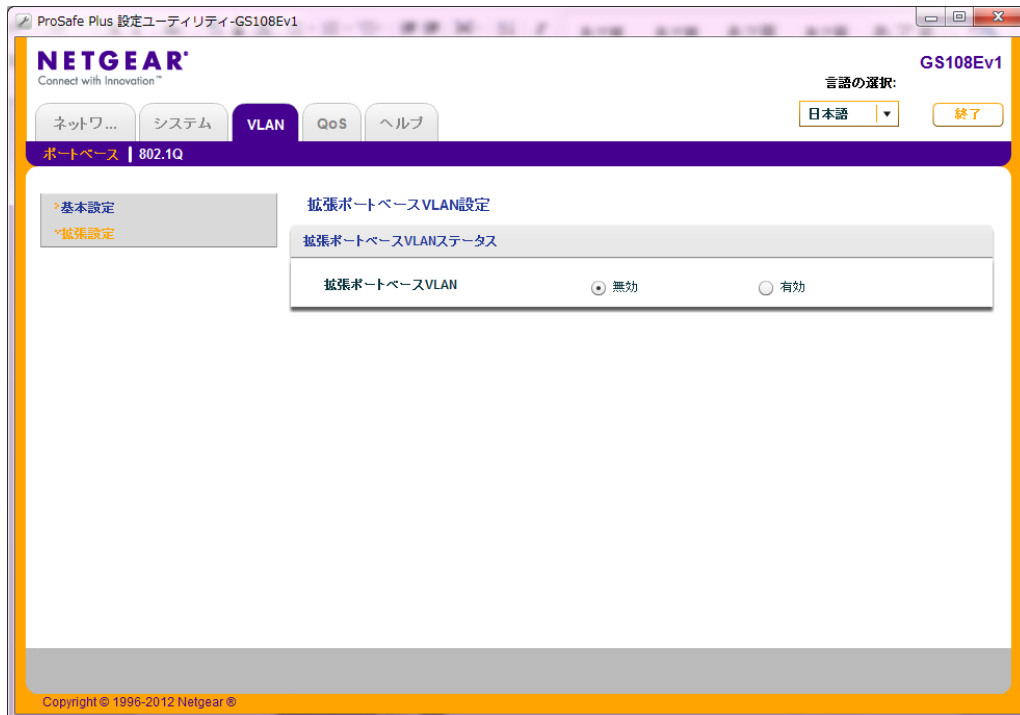 ProSafe Plus 設定ユーティリティ-GS108Ev1
NETGEAR®
Connect with Innovation™
GS108Ev1
言語の選択:
ネットワ... システム VLAN QoS ヘルプ 日本語 終了
ポートベース | 802.1Q
基本設定
拡張設定
拡張ポートベースVLAN設定
拡張ポートベースVLANステータス
拡張ポートベースVLAN 無効 有効
Copyright © 1996-2012 Netgear ®